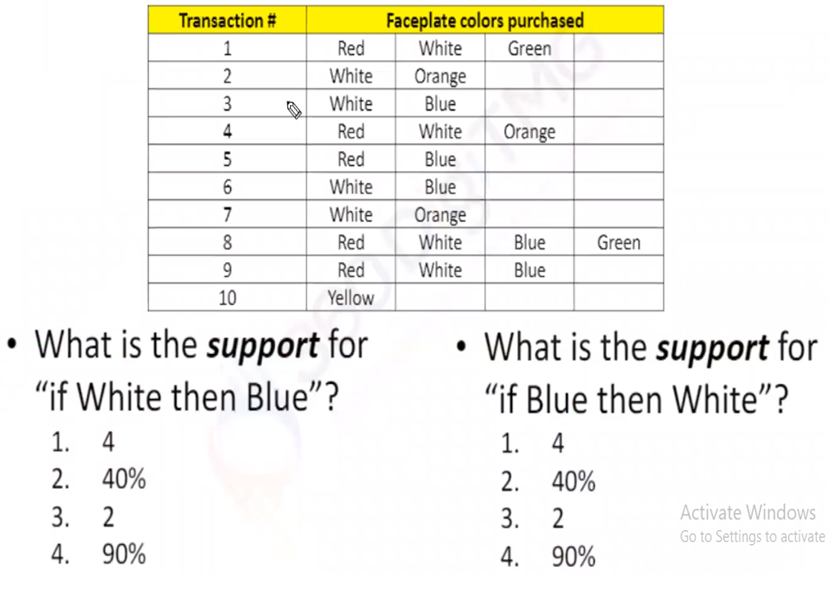 Transaction # Faceplate colors purchased
1 Red White Green
2 White Orange
3 White Blue
4 Red White Orange
5 Red Blue
6 White Blue
7 White Orange
8 Red White Blue Green
9 Red White Blue
10 Yellow
• What is the support for
“if White then Blue”?
1. 4
2. 40%
3. 2
4. 90%
• What is the support for
“if Blue then White”?
1. 4
2. 40%
3. 2
4. 90%
Activate Windows
Go to Settings to activate